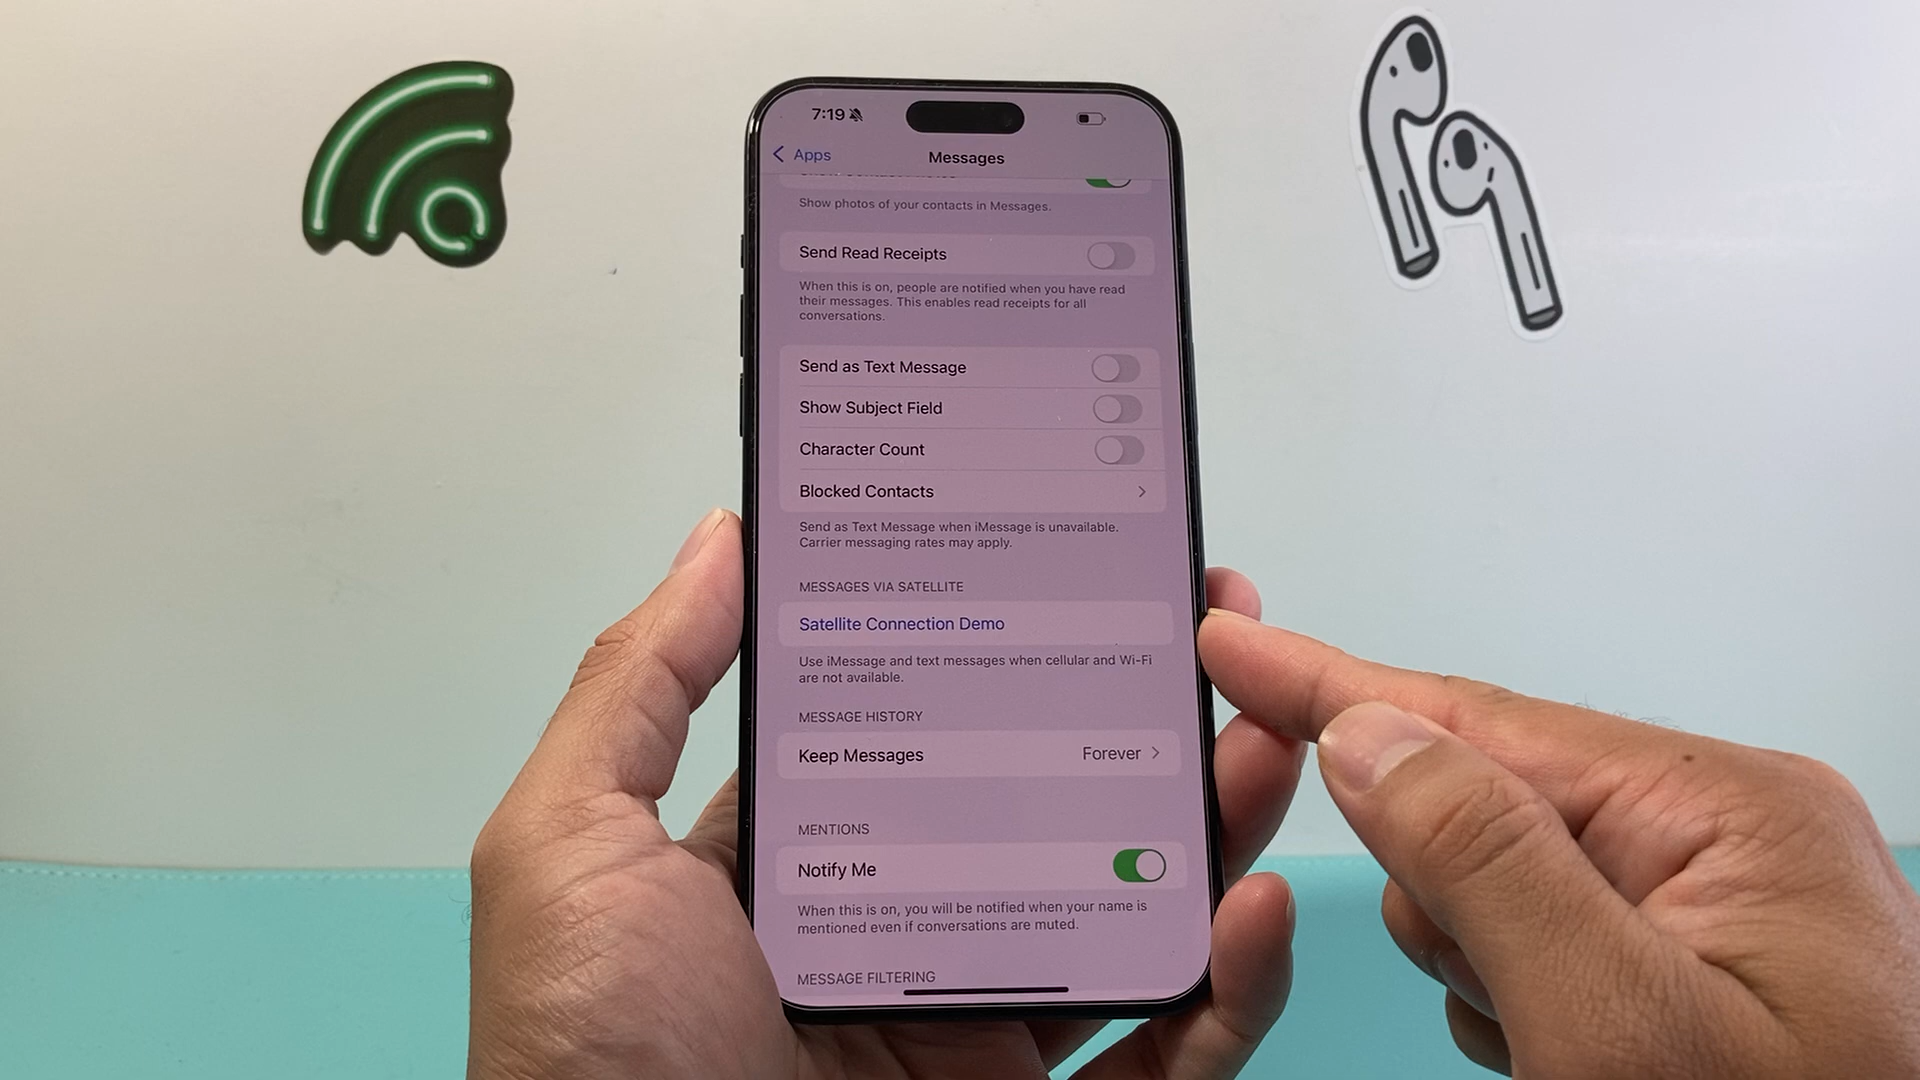 7:19
Apps
Messages
Show photos of your contacts in Messages.
Send Read Receipts
When this is on, people are notified when you have read
their messages. This enables read receipts for all
conversations.
Send as Text Message
Show Subject Field
Character Count
Blocked Contacts
Send as Text Message when iMessage is unavailable.
Carrier messaging rates may apply.
MESSAGES VIA SATELLITE
Satellite Connection Demo
Use iMessage and text messages when cellular and Wi-Fi
are not available.
MESSAGE HISTORY
Keep Messages Forever
MENTIONS
Notify Me
When this is on, you will be notified when your name is
mentioned even if conversations are muted.
MESSAGE FILTERING